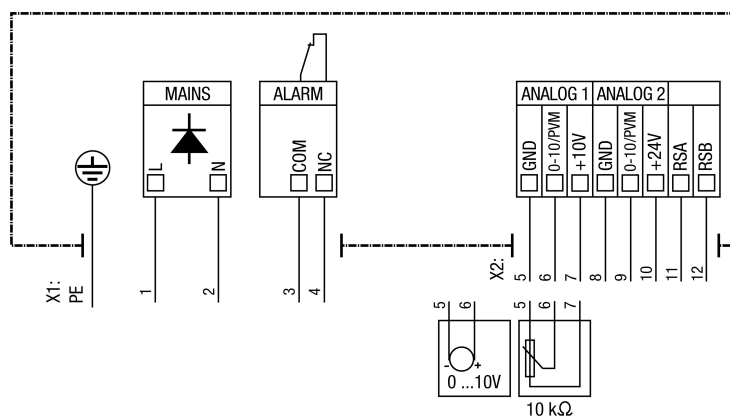 MAINS
ALARM
ANALOG 1 ANALOG 2
L
N
COM
NC
GND
0-10/PVM
+10V
GND
0-10/PVM
+24V
RSA
RSB
X1:
PE
1
2
3
4
X2:
5
6
7
8
9
10
11
12
5
6
5
6
7
- +
0 ...10V
10 kΩ